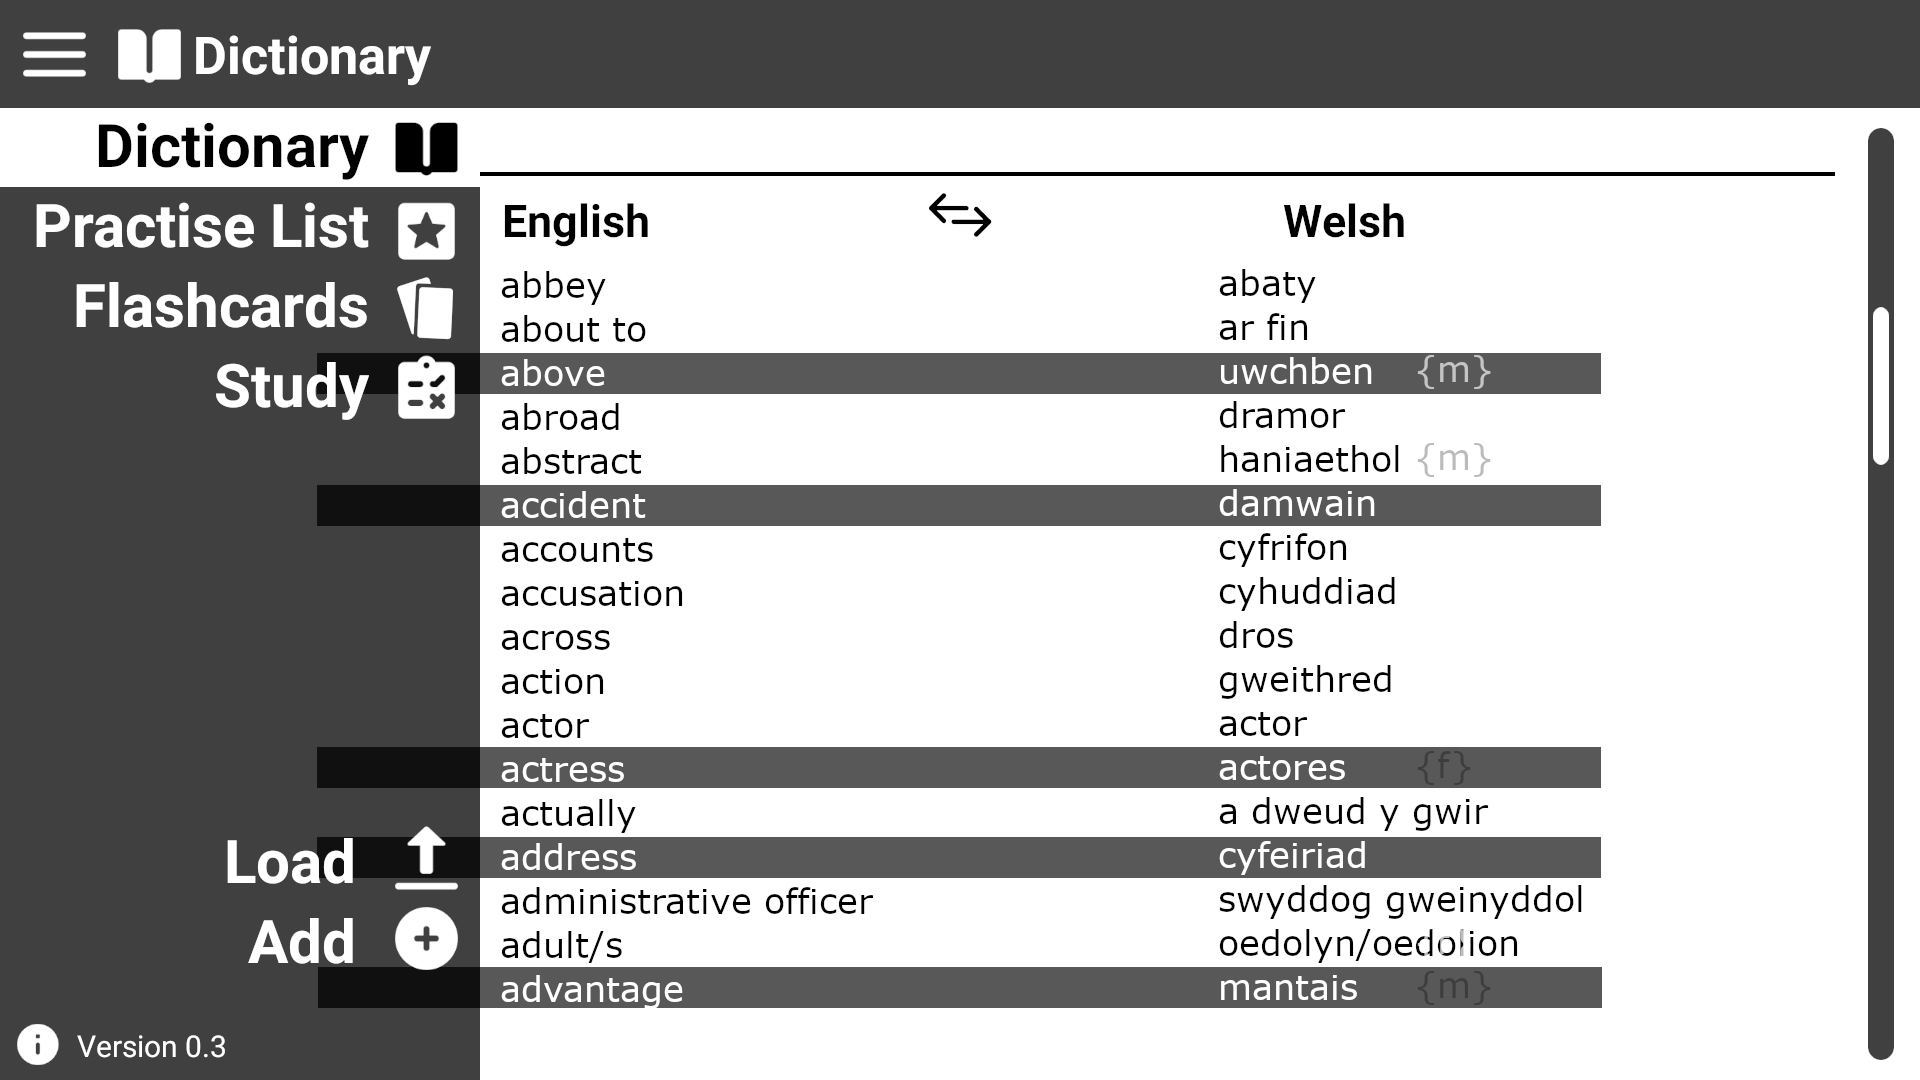 Dictionary
Dictionary
Practise List
Flashcards
Study
Load
Add
Version 0.3
English Welsh
abbey abaty
about to ar fin
above uwchben {m}
abroad dramor
abstract haniaethol {m}
accident damwain
accounts cyfrifon
accusation cyhuddiad
across dros
action gweithred
actor actor
actress actores {f}
actually a dweud y gwir
address cyfeiriad
administrative officer swyddog gweinyddol
adult/s oedolyn/oedolion
advantage mantais {m}